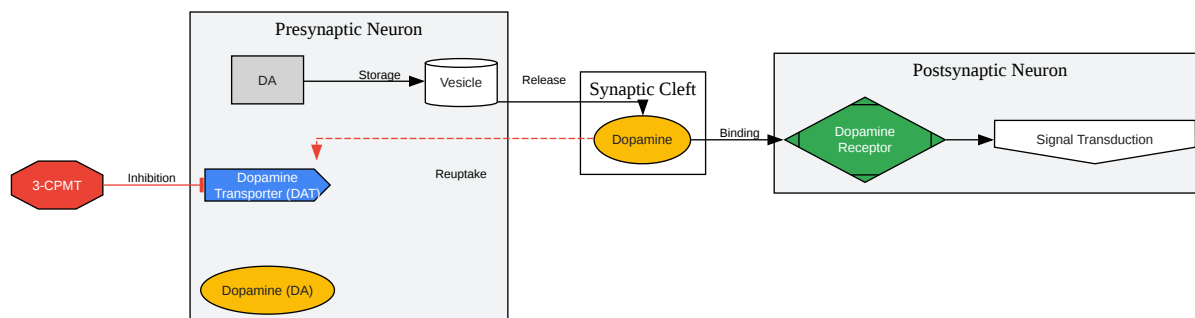 Presynaptic Neuron
DA
Storage
Vesicle
Release
Synaptic Cleft
Dopamine
Binding
Postsynaptic Neuron
Dopamine
Receptor
Signal Transduction
3-CPMT
Inhibition
Dopamine
Transporter (DAT)
Reuptake
Dopamine (DA)